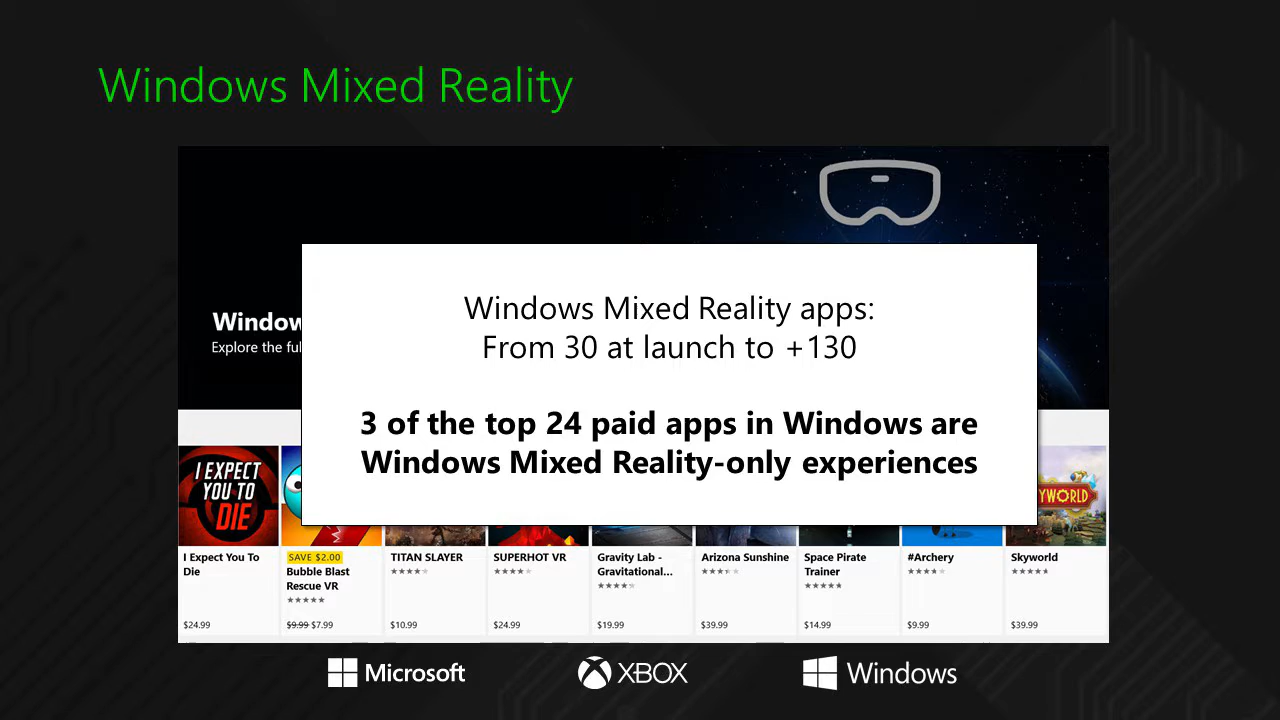 Windows Mixed Reality
Window
Explore the ful
Windows Mixed Reality apps:
From 30 at launch to +130
3 of the top 24 paid apps in Windows are
Windows Mixed Reality-only experiences
I EXPECT
YOU TO
DIE
YWORLD
I Expect You To
Die
$24.99
SAVE $2.00
Bubble Blast
Rescue VR
$9.99 $7.99
TITAN SLAYER
$10.99
SUPERHOT VR
$24.99
Gravity Lab -
Gravitational...
$19.99
Arizona Sunshine
$39.99
Space Pirate
Trainer
$14.99
#Archery
$9.99
Skyworld
$39.99
Microsoft
XBOX
Windows